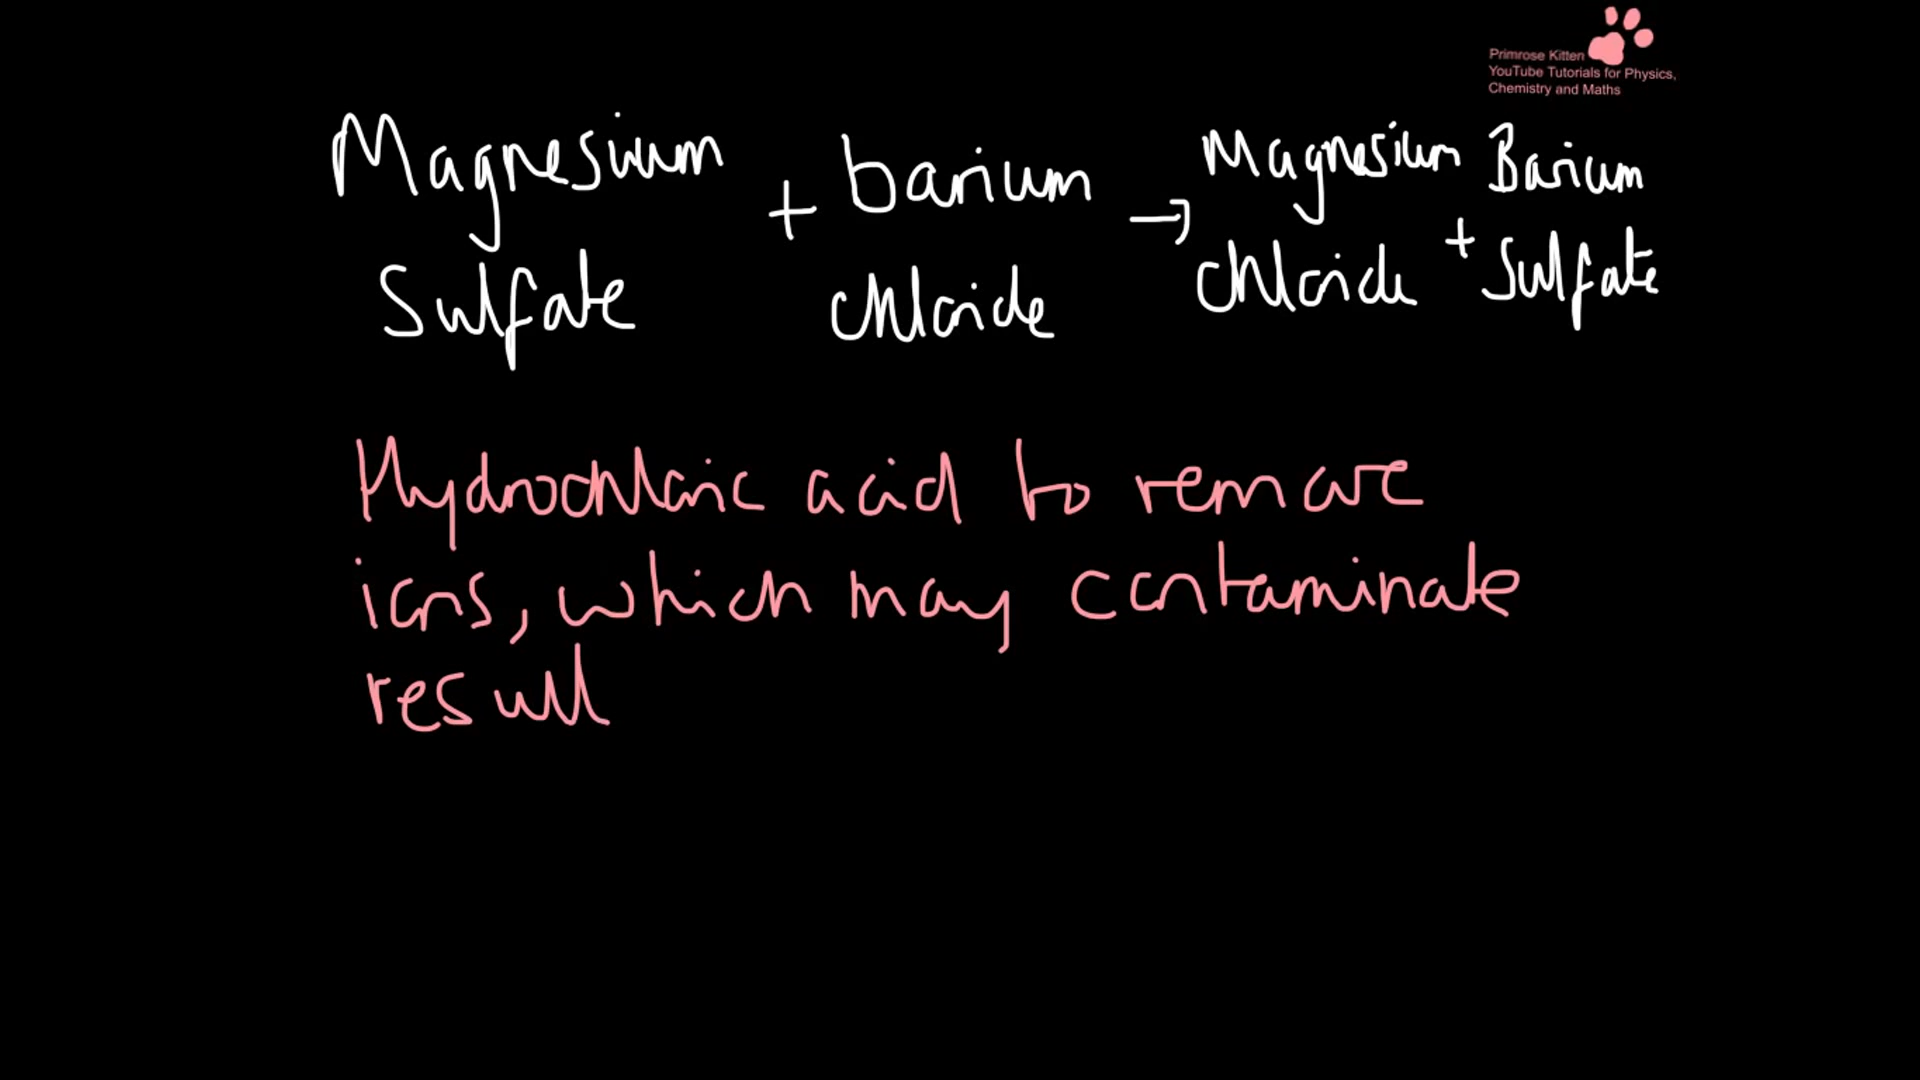 Primrose Kitten
YouTube Tutorials for Physics,
Chemistry and Maths
Magnesium + barium → Magnesium Barium
Sulfate chloride chloride + Sulfate
Hydrochloric acid to remove
ions, which may contaminate
result